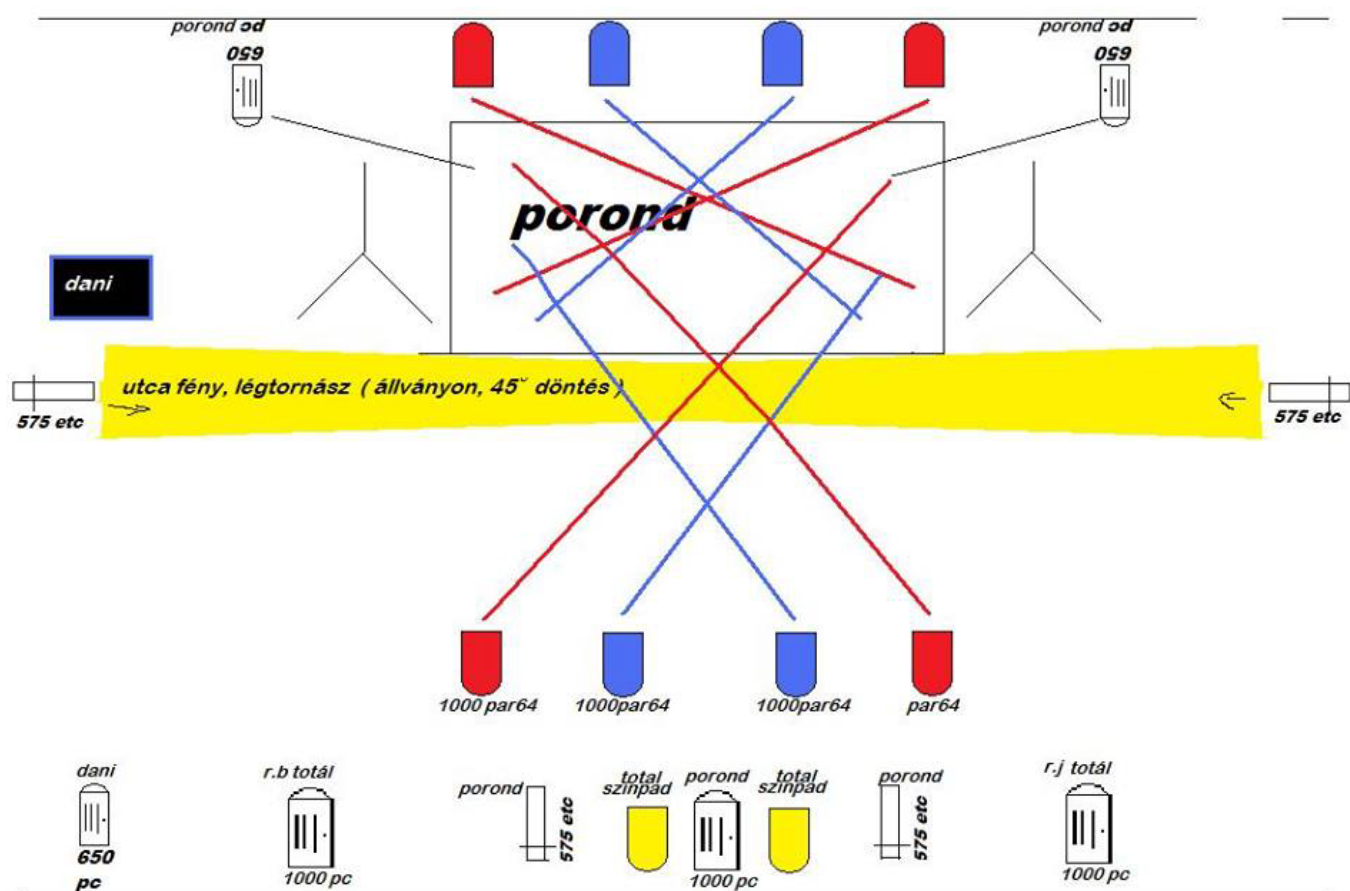 porond pc
650
porond pc
650
porond
dani
utca fény, légtornász ( állványon, 45˘ döntés )
575 etc
575 etc
1000 par64
1000par64
1000par64
par64
dani
650
pc
r.b totál
1000 pc
porond
575 etc
total
színpad
porond
1000 pc
total
színpad
porond
575 etc
r.j totál
1000 pc